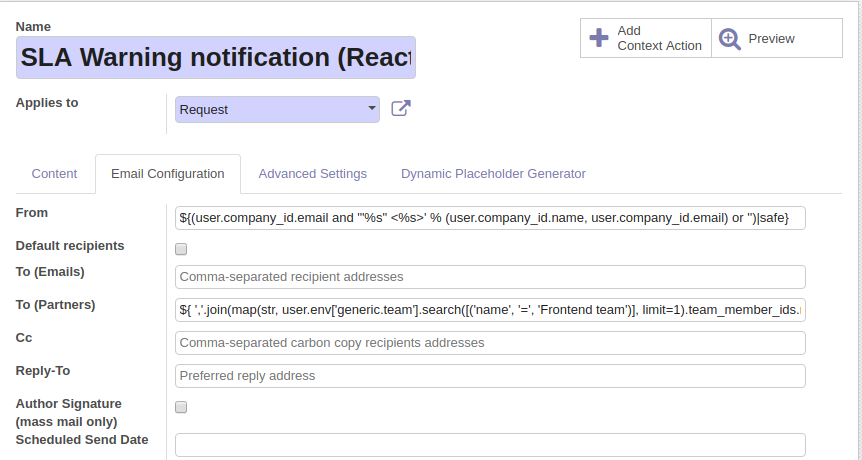 Name
SLA Warning notification (React
Add
Context Action
Preview
Applies to
Request
Content
Email Configuration
Advanced Settings
Dynamic Placeholder Generator
From
${(user.company_id.email and '"%s" <%s>' % (user.company_id.name, user.company_id.email) or '')|safe}
Default recipients
To (Emails)
Comma-separated recipient addresses
To (Partners)
${ ','.join(map(str, user.env['generic.team'].search([('name', '=', 'Frontend team')], limit=1).team_member_ids.
Cc
Comma-separated carbon copy recipients addresses
Reply-To
Preferred reply address
Author Signature
(mass mail only)
Scheduled Send Date